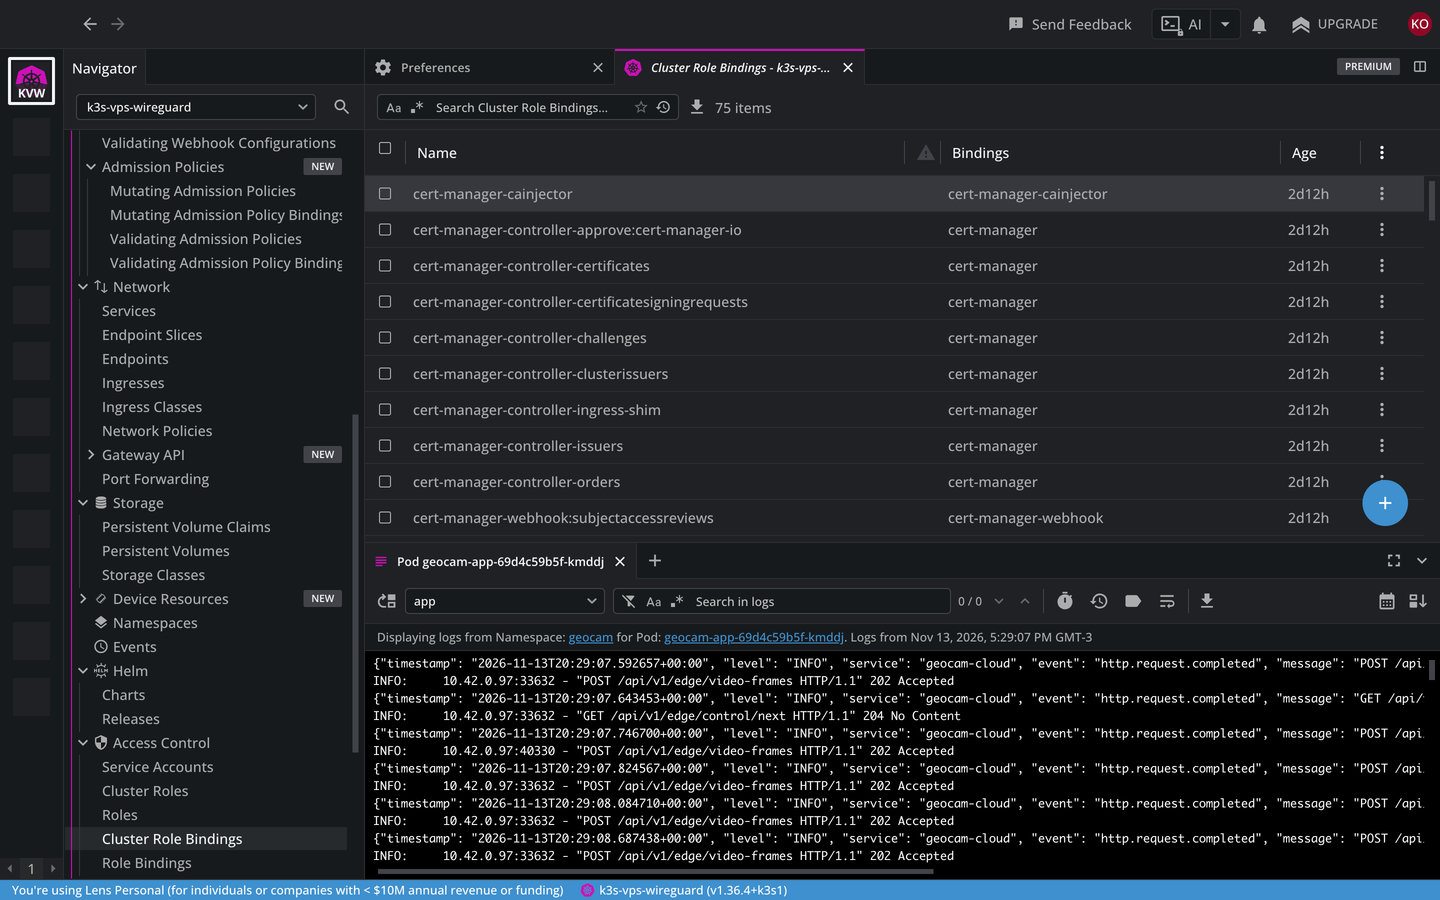 Send Feedback
AI
UPGRADE
KO
KVW
Navigator
Preferences
Cluster Role Bindings - k3s-vps-...
PREMIUM
k3s-vps-wireguard
Aa .* Search Cluster Role Bindings...
75 items
Validating Webhook Configurations
Admission Policies NEW
Mutating Admission Policies
Mutating Admission Policy Bindings
Validating Admission Policies
Validating Admission Policy Binding
Network
Services
Endpoint Slices
Endpoints
Ingresses
Ingress Classes
Network Policies
Gateway API NEW
Port Forwarding
Storage
Persistent Volume Claims
Persistent Volumes
Storage Classes
Device Resources NEW
Namespaces
Events
HELM Helm
Charts
Releases
Access Control
Service Accounts
Cluster Roles
Roles
Cluster Role Bindings
Role Bindings
1
Name Bindings Age
cert-manager-cainjector cert-manager-cainjector 2d12h
cert-manager-controller-approve:cert-manager-io cert-manager 2d12h
cert-manager-controller-certificates cert-manager 2d12h
cert-manager-controller-certificatesigningrequests cert-manager 2d12h
cert-manager-controller-challenges cert-manager 2d12h
cert-manager-controller-clusterissuers cert-manager 2d12h
cert-manager-controller-ingress-shim cert-manager 2d12h
cert-manager-controller-issuers cert-manager 2d12h
cert-manager-controller-orders cert-manager 2d12h
cert-manager-webhook:subjectaccessreviews cert-manager-webhook 2d12h
Pod geocam-app-69d4c59b5f-kmddj
app
Aa .* Search in logs
0 / 0
Displaying logs from Namespace: geocam for Pod: geocam-app-69d4c59b5f-kmddj. Logs from Nov 13, 2026, 5:29:07 PM GMT-3
{"timestamp": "2026-11-13T20:29:07.592657+00:00", "level": "INFO", "service": "geocam-cloud", "event": "http.request.completed", "message": "POST /api.
INFO: 10.42.0.97:33632 - "POST /api/v1/edge/video-frames HTTP/1.1" 202 Accepted
{"timestamp": "2026-11-13T20:29:07.643453+00:00", "level": "INFO", "service": "geocam-cloud", "event": "http.request.completed", "message": "GET /api/
INFO: 10.42.0.97:33632 - "GET /api/v1/edge/control/next HTTP/1.1" 204 No Content
{"timestamp": "2026-11-13T20:29:07.746700+00:00", "level": "INFO", "service": "geocam-cloud", "event": "http.request.completed", "message": "POST /api.
INFO: 10.42.0.97:40330 - "POST /api/v1/edge/video-frames HTTP/1.1" 202 Accepted
{"timestamp": "2026-11-13T20:29:07.824567+00:00", "level": "INFO", "service": "geocam-cloud", "event": "http.request.completed", "message": "POST /api.
INFO: 10.42.0.97:33632 - "POST /api/v1/edge/video-frames HTTP/1.1" 202 Accepted
{"timestamp": "2026-11-13T20:29:08.084710+00:00", "level": "INFO", "service": "geocam-cloud", "event": "http.request.completed", "message": "POST /api.
INFO: 10.42.0.97:33632 - "POST /api/v1/edge/video-frames HTTP/1.1" 202 Accepted
{"timestamp": "2026-11-13T20:29:08.687438+00:00", "level": "INFO", "service": "geocam-cloud", "event": "http.request.completed", "message": "POST /api.
INFO: 10.42.0.97:33632 - "POST /api/v1/edge/video-frames HTTP/1.1" 202 Accepted
You're using Lens Personal (for individuals or companies with < $10M annual revenue or funding)
k3s-vps-wireguard (v1.36.4+k3s1)